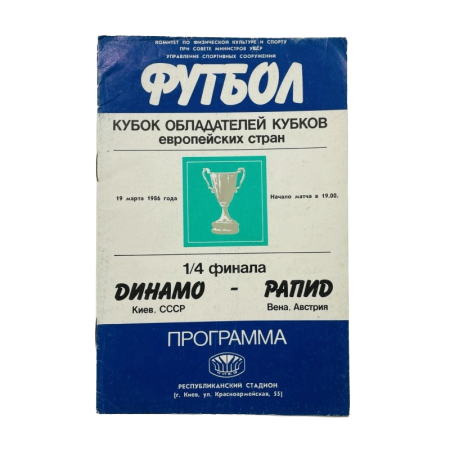 КОМИТЕТ ПО ФИЗИЧЕСКОЙ КУЛЬТУРЕ И СПОРТУ
ПРИ СОВЕТЕ МИНИСТРОВ УССР
УПРАВЛЕНИЕ СПОРТИВНЫХ СООРУЖЕНИЙ
ФУТБОЛ
КУБОК ОБЛАДАТЕЛЕЙ КУБКОВ
европейских стран
19 марта 1986 года
Начало матча в 19.00.
1/4 финала
ДИНАМО - РАПИД
Киев, СССР Вена, Австрия
ПРОГРАММА
РЕСПУБЛИКАНСКИЙ СТАДИОН
[г. Киев, ул. Красноармейская, 55]